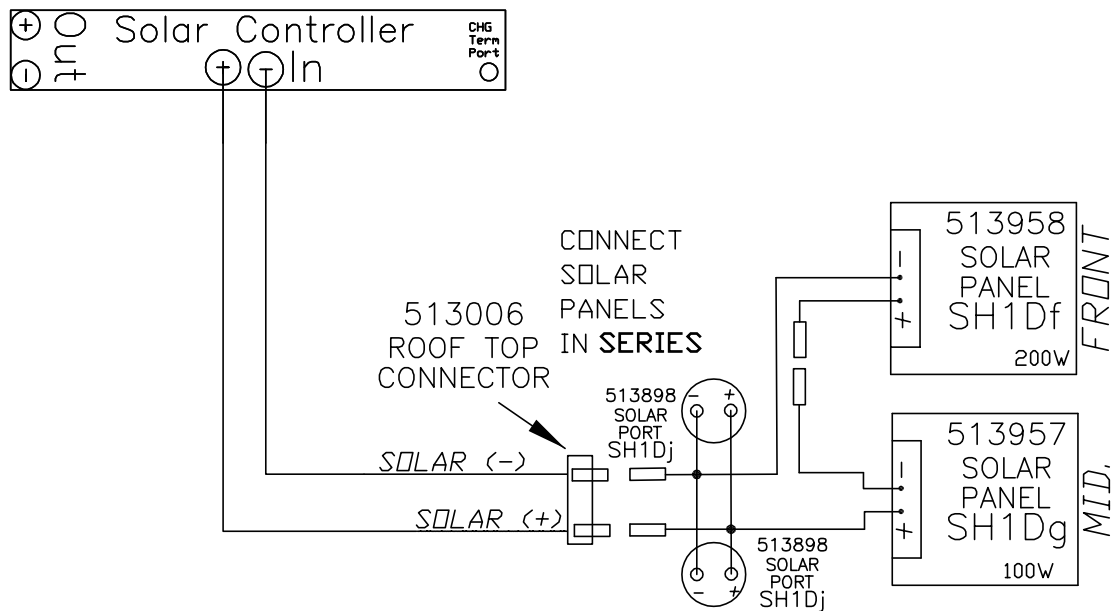 + Out -
Solar Controller
+ - In
CHG
Term
Port
CONNECT
SOLAR
PANELS
IN SERIES
513006
ROOF TOP
CONNECTOR
SOLAR (-)
SOLAR (+)
513898
SOLAR
PORT
SH1Dj
- +
513898
SOLAR
PORT
SH1Dj
- +
513958
SOLAR
PANEL
SH1Df
200W
- +
FRONT
513957
SOLAR
PANEL
SH1Dg
100W
- +
MID.